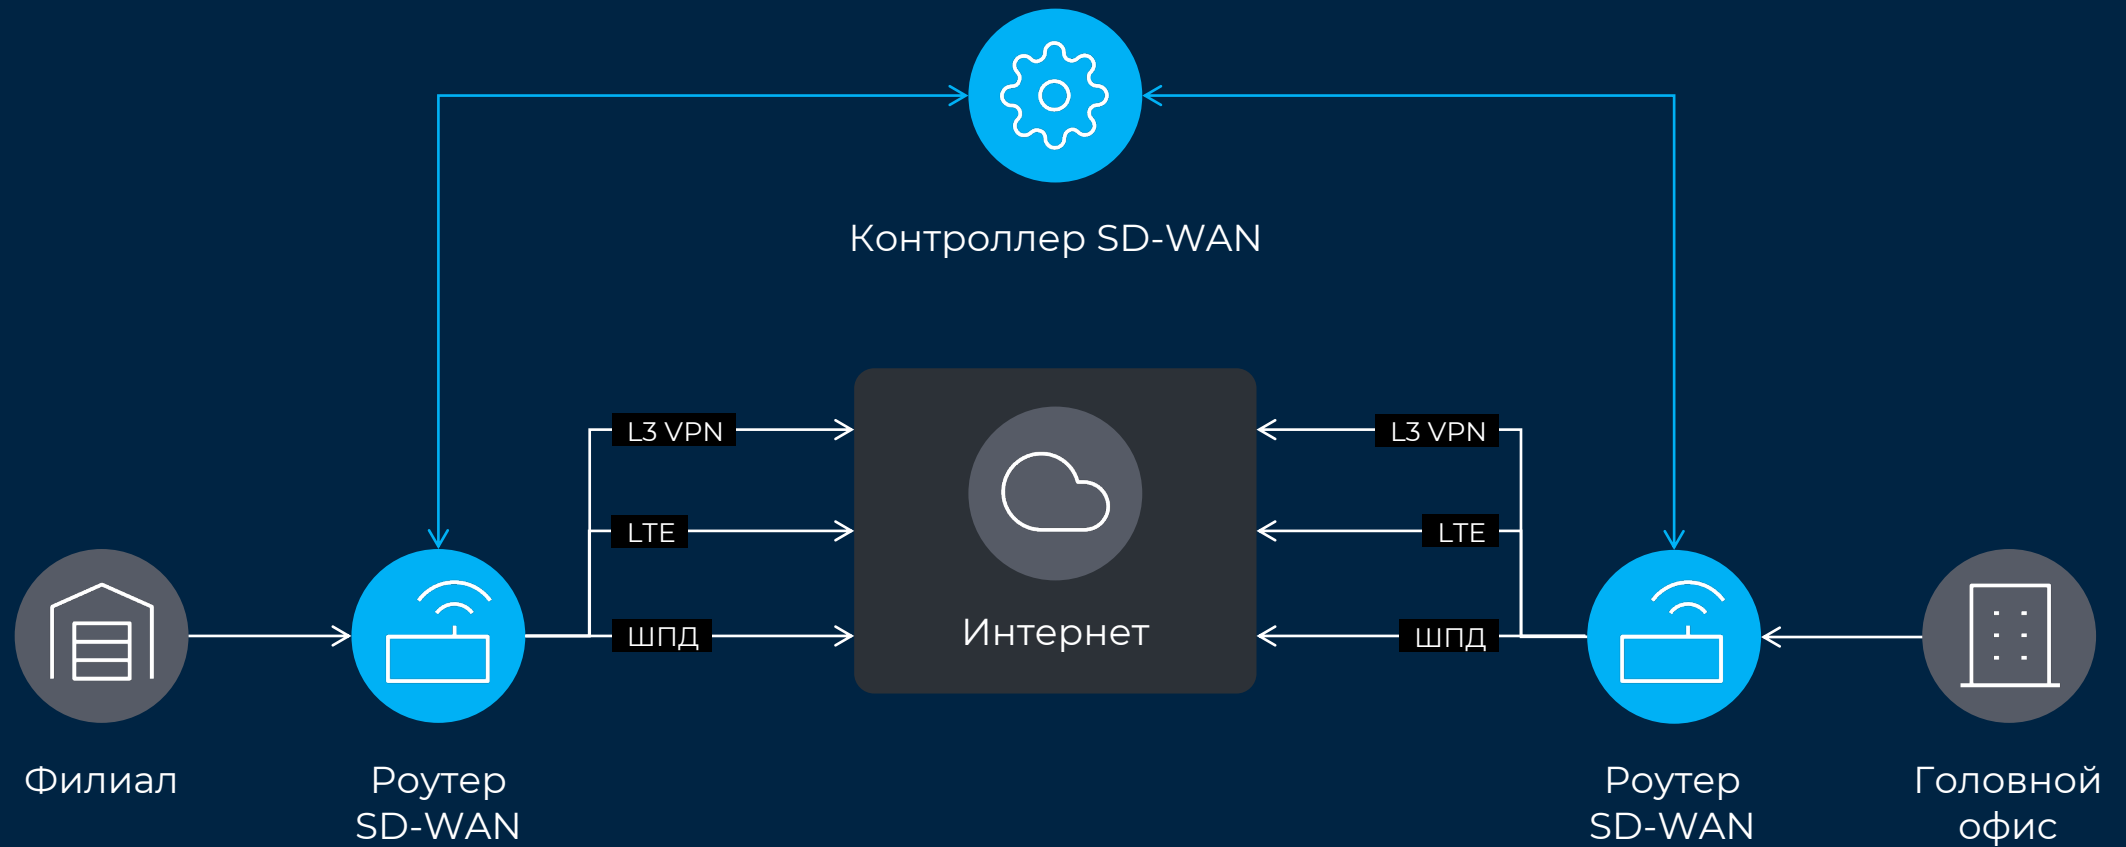 Контроллер SD-WAN
L3 VPN
L3 VPN
LTE
LTE
ШПД
Интернет
ШПД
Филиал
Роутер
SD-WAN
Роутер
SD-WAN
Головной
офис